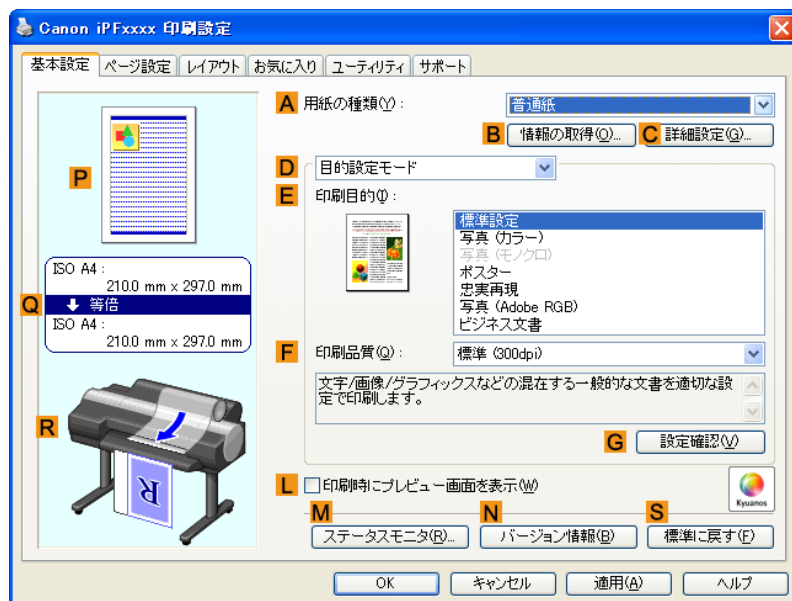 Canon iPFxxxx 印刷設定
基本設定 ページ設定 レイアウト お気に入り ユーティリティ サポート
A 用紙の種類(Y): 普通紙
B 情報の取得(O)... C 詳細設定(G)...
D 目的設定モード
E 印刷目的(I):
標準設定
写真 (カラー)
写真 (モノクロ)
ポスター
忠実再現
写真 (Adobe RGB)
ビジネス文書
F 印刷品質(Q): 標準 (300dpi)
文字/画像/グラフィックスなどの混在する一般的な文書を適切な設
定で印刷します。
G 設定確認(V)
P
Q
ISO A4:
210.0 mm x 297.0 mm
等倍
ISO A4:
210.0 mm x 297.0 mm
R
R
L 印刷時にプレビュー画面を表示(W)
Kyuanos
M ステータスモニタ(R)... N バージョン情報(B) S 標準に戻す(F)
OK キャンセル 適用(A) ヘルプ